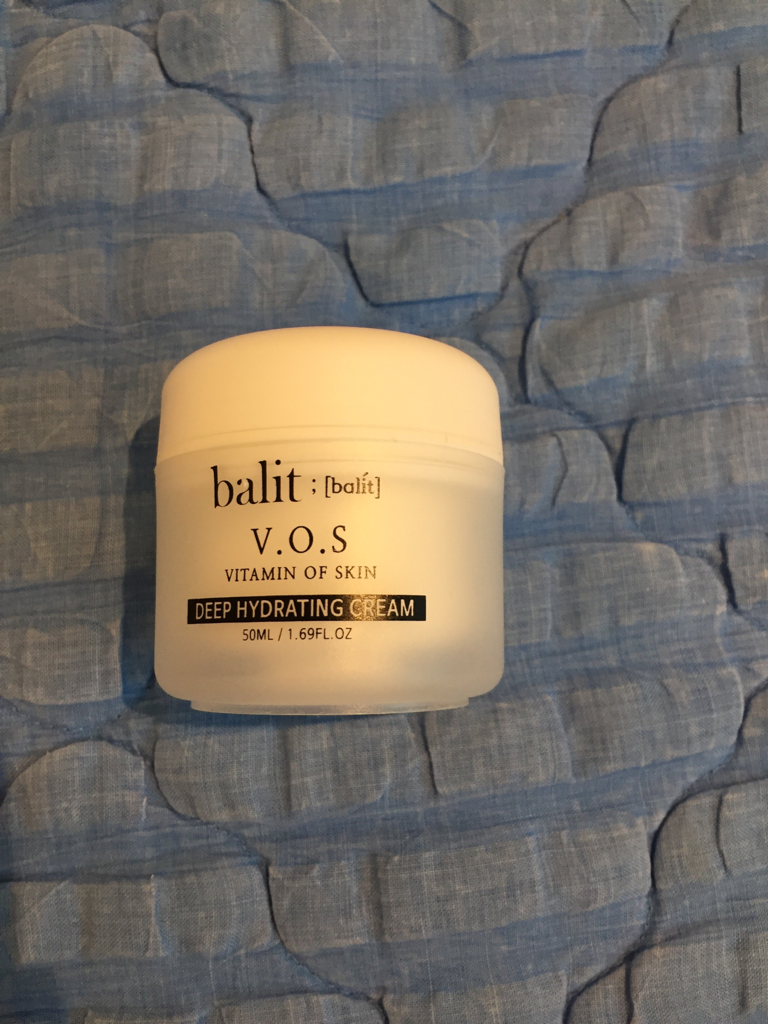 balit ; [balít]
V.O.S
VITAMIN OF SKIN
DEEP HYDRATING CREAM
50ML / 1.69FL.OZ